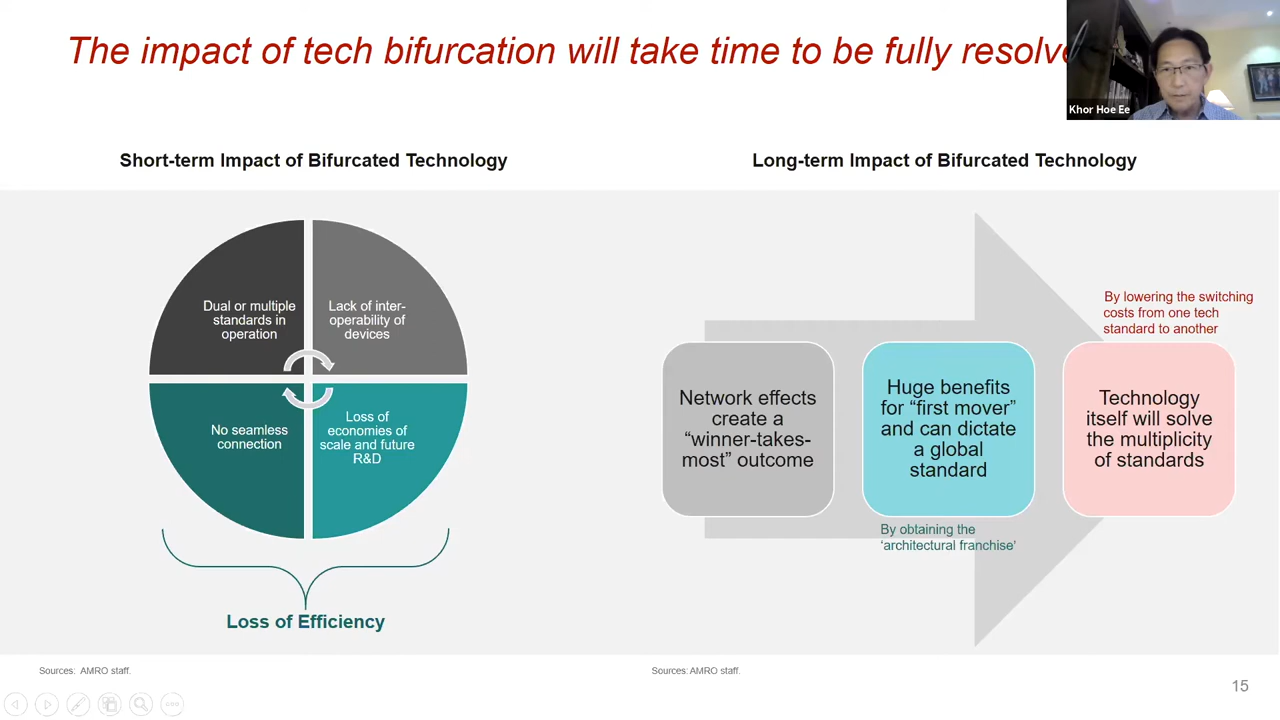 The impact of tech bifurcation will take time to be fully resolve
Khor Hoe Ee
Short-term Impact of Bifurcated Technology
Dual or multiple
standards in
operation
Lack of inter-
operability of
devices
No seamless
connection
Loss of
economies of
scale and future
R&D
Loss of Efficiency
Sources: AMRO staff.
Long-term Impact of Bifurcated Technology
Network effects
create a
“winner-takes-
most” outcome
Huge benefits
for “first mover”
and can dictate
a global
standard
By obtaining the
‘architectural franchise’
By lowering the switching
costs from one tech
standard to another
Technology
itself will solve
the multiplicity
of standards
Sources: AMRO staff.
15